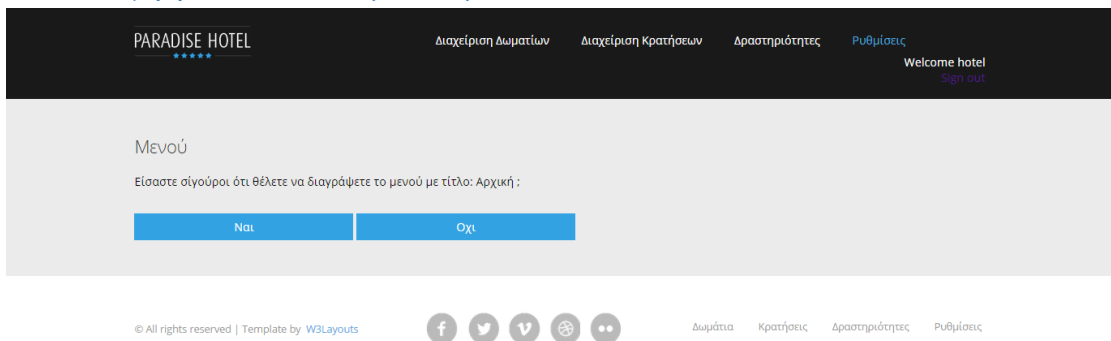 PARADISE HOTEL
Διαχείριση Δωματίων Διαχείριση Κρατήσεων Δραστηριότητες Ρυθμίσεις
Welcome hotel
Sign out
Μενού
Είσαστε σίγούροι ότι θέλετε να διαγράψετε το μενού με τίτλο: Αρχική ;
Ναι Οχι
© All rights reserved | Template by W3Layouts Δωμάτια Κρατήσεις Δραστηριότητες Ρυθμίσεις